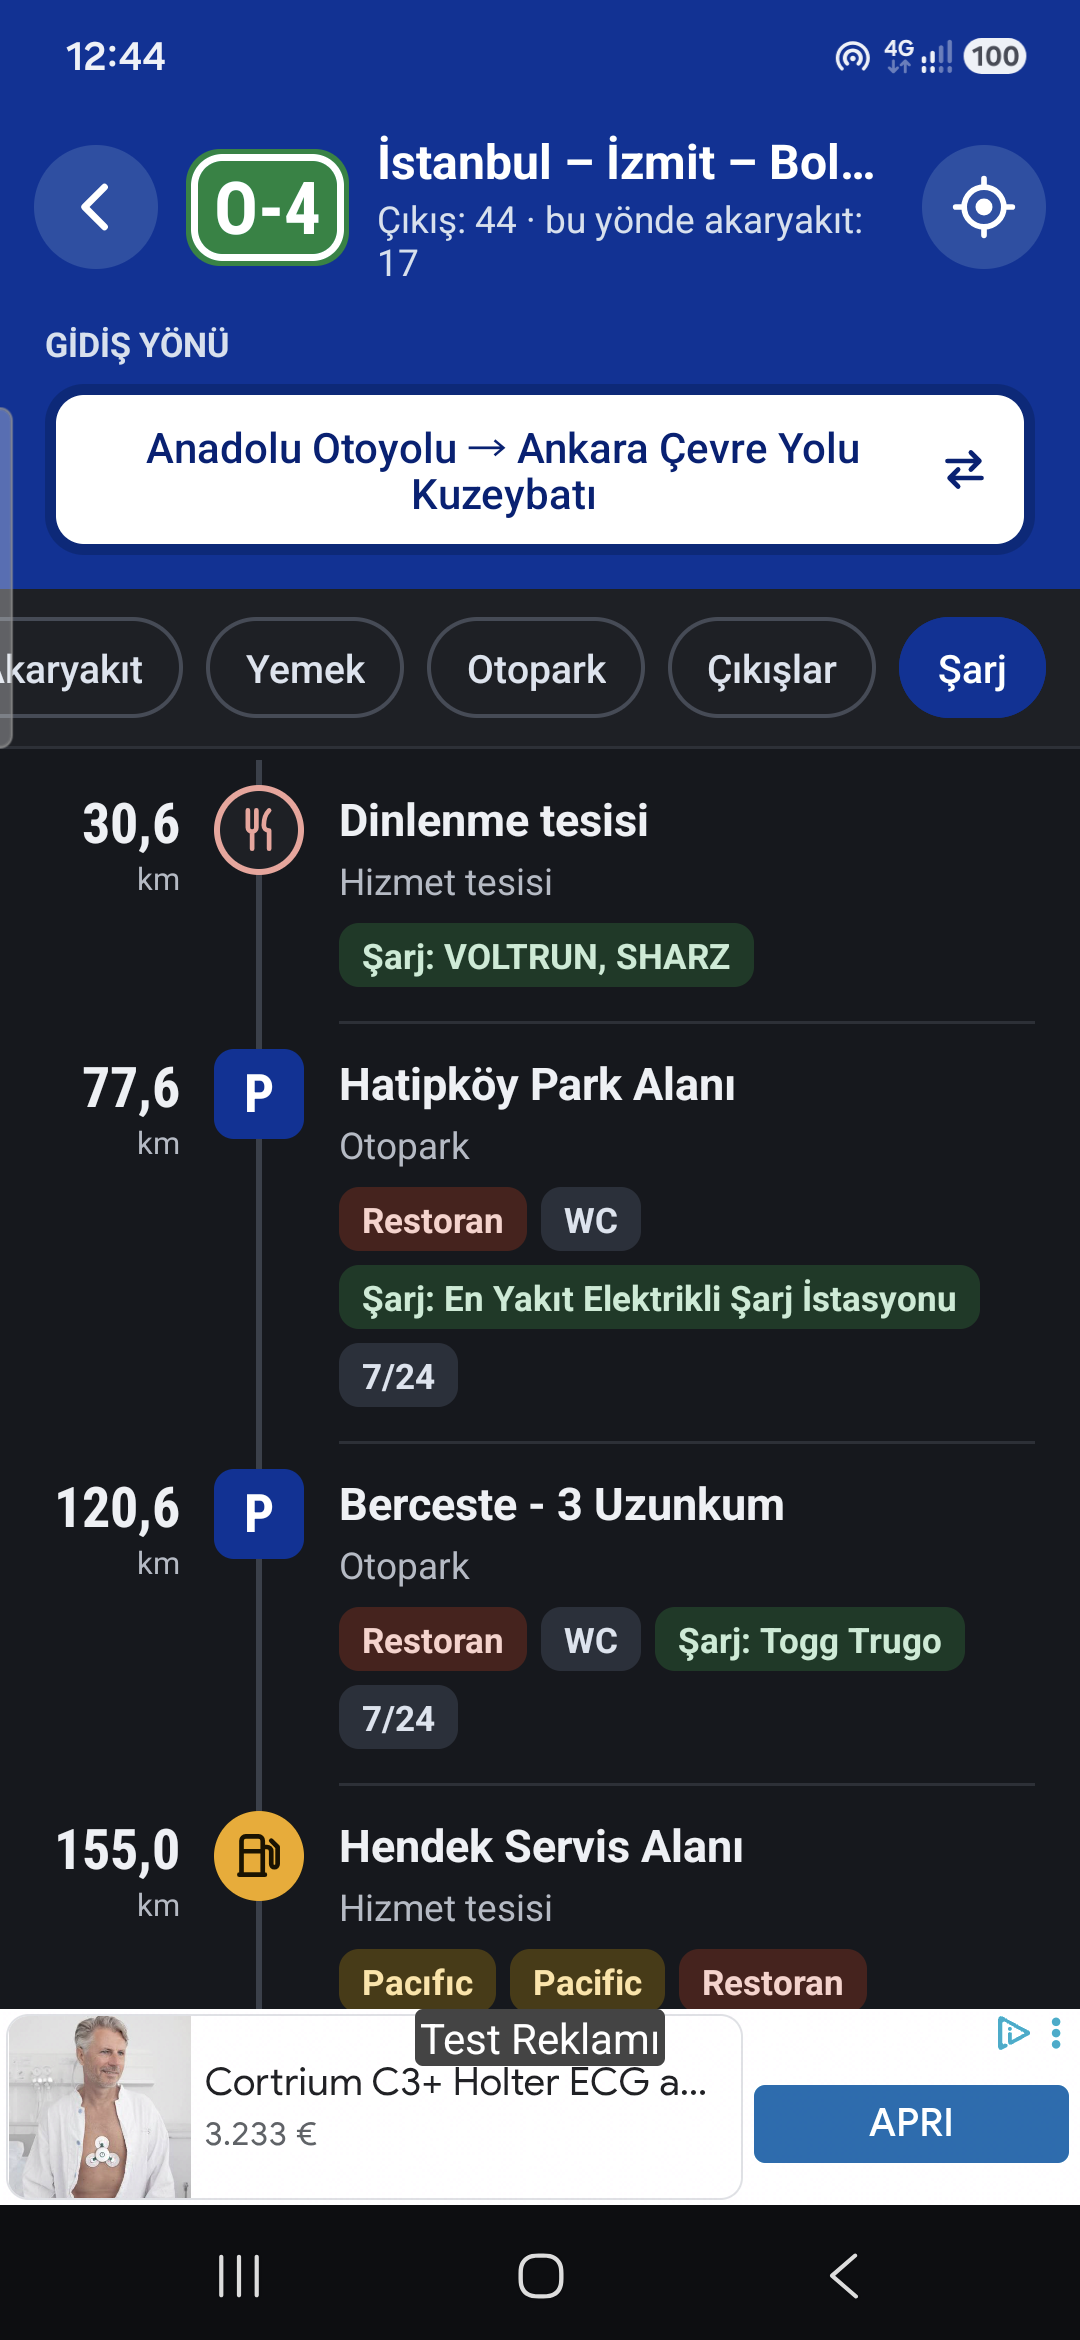 12:44
4G
100
O-4
İstanbul – İzmit – Bol...
Çıkış: 44 · bu yönde akaryakıt:
17
GİDİŞ YÖNÜ
Anadolu Otoyolu → Ankara Çevre Yolu
Kuzeybatı
karyakıt
Yemek
Otopark
Çıkışlar
Şarj
30,6
km
Dinlenme tesisi
Hizmet tesisi
Şarj: VOLTRUN, SHARZ
77,6
km
P
Hatipköy Park Alanı
Otopark
Restoran
WC
Şarj: En Yakıt Elektrikli Şarj İstasyonu
7/24
120,6
km
P
Berceste - 3 Uzunkum
Otopark
Restoran
WC
Şarj: Togg Trugo
7/24
155,0
km
Hendek Servis Alanı
Hizmet tesisi
Pacıfıc
Pacific
Restoran
Test Reklamı
Cortrium C3+ Holter ECG a...
3.233 €
APRI